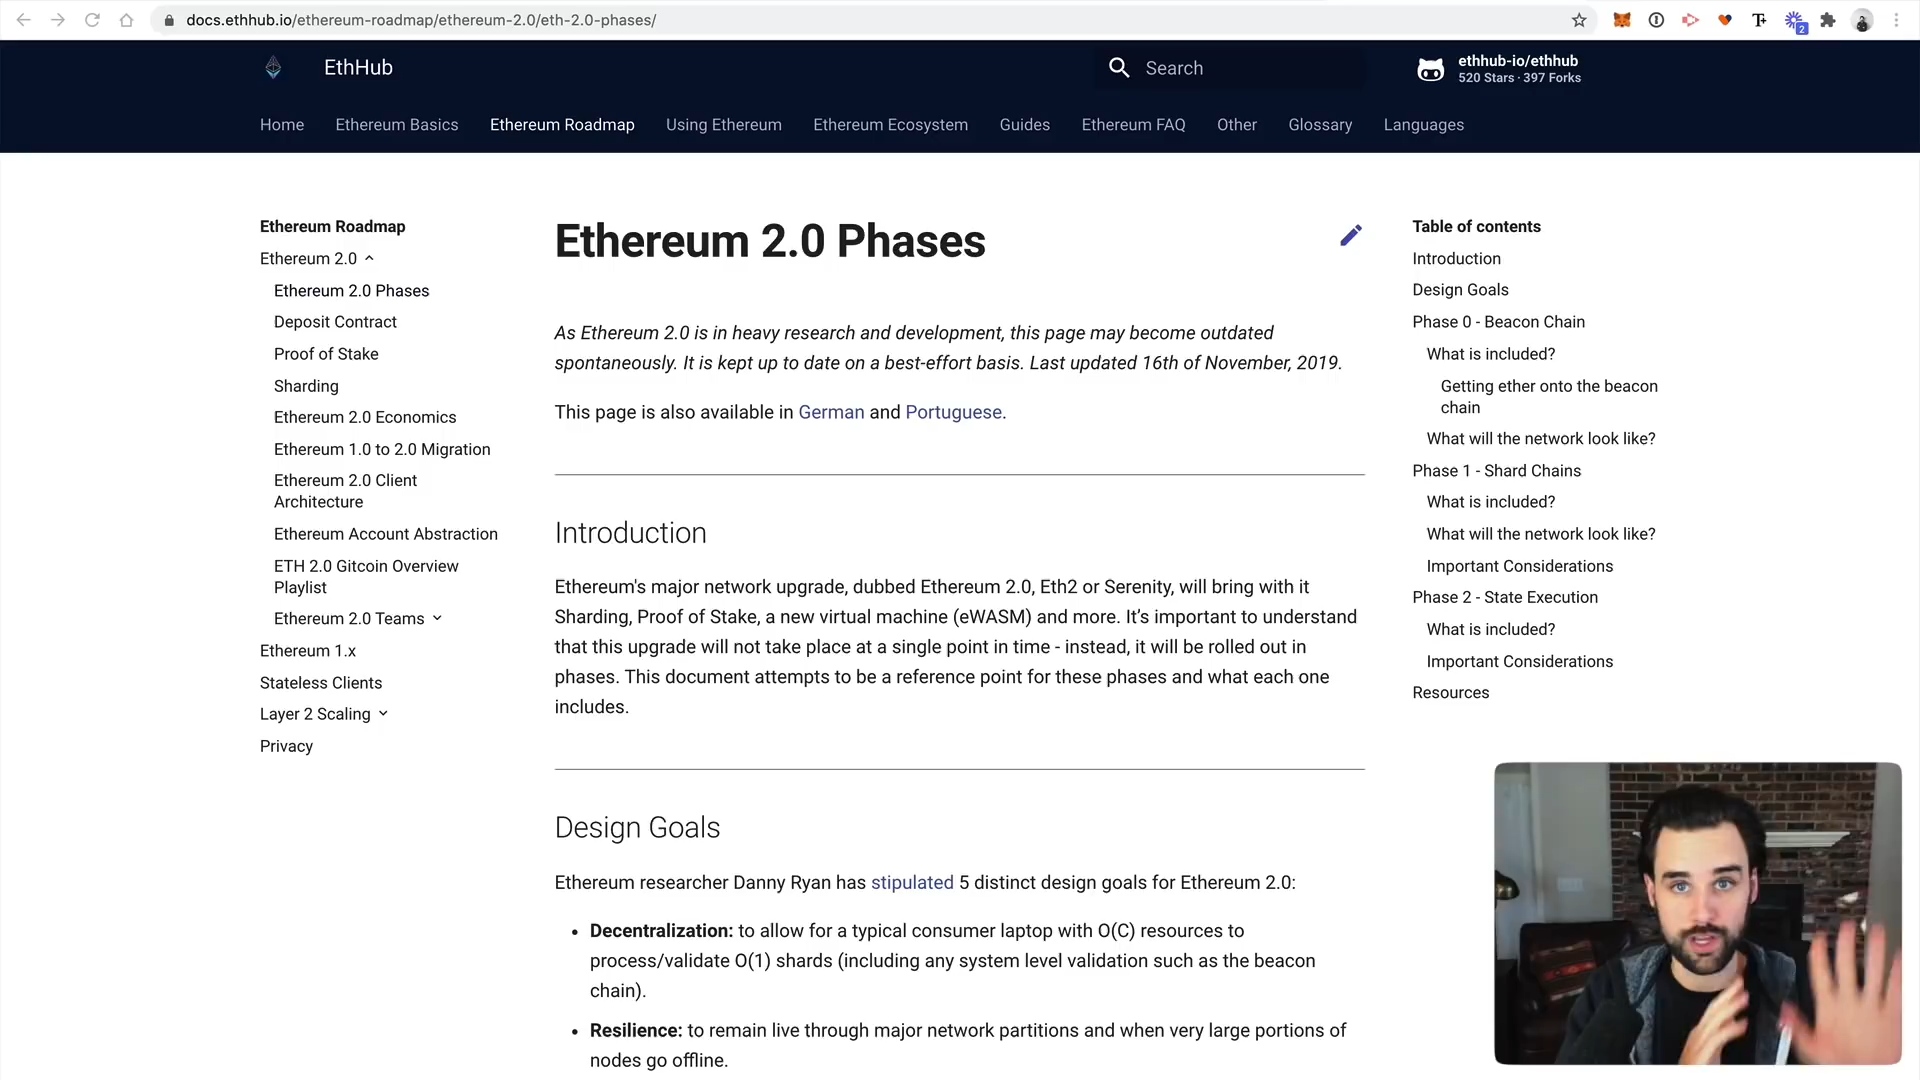 docs.ethhub.io/ethereum-roadmap/ethereum-2.0/eth-2.0-phases/
2
EthHub
Search
ethhub-io/ethhub
520 Stars · 397 Forks
Home
Ethereum Basics
Ethereum Roadmap
Using Ethereum
Ethereum Ecosystem
Guides
Ethereum FAQ
Other
Glossary
Languages
Ethereum Roadmap
Ethereum 2.0
Ethereum 2.0 Phases
Deposit Contract
Proof of Stake
Sharding
Ethereum 2.0 Economics
Ethereum 1.0 to 2.0 Migration
Ethereum 2.0 Client
Architecture
Ethereum Account Abstraction
ETH 2.0 Gitcoin Overview
Playlist
Ethereum 2.0 Teams
Ethereum 1.x
Stateless Clients
Layer 2 Scaling
Privacy
Ethereum 2.0 Phases
As Ethereum 2.0 is in heavy research and development, this page may become outdated
spontaneously. It is kept up to date on a best-effort basis. Last updated 16th of November, 2019.
This page is also available in German and Portuguese.
Introduction
Ethereum's major network upgrade, dubbed Ethereum 2.0, Eth2 or Serenity, will bring with it
Sharding, Proof of Stake, a new virtual machine (eWASM) and more. It’s important to understand
that this upgrade will not take place at a single point in time - instead, it will be rolled out in
phases. This document attempts to be a reference point for these phases and what each one
includes.
Design Goals
Ethereum researcher Danny Ryan has stipulated 5 distinct design goals for Ethereum 2.0:
• Decentralization: to allow for a typical consumer laptop with O(C) resources to
process/validate O(1) shards (including any system level validation such as the beacon
chain).
• Resilience: to remain live through major network partitions and when very large portions of
nodes go offline.
Table of contents
Introduction
Design Goals
Phase 0 - Beacon Chain
What is included?
Getting ether onto the beacon
chain
What will the network look like?
Phase 1 - Shard Chains
What is included?
What will the network look like?
Important Considerations
Phase 2 - State Execution
What is included?
Important Considerations
Resources